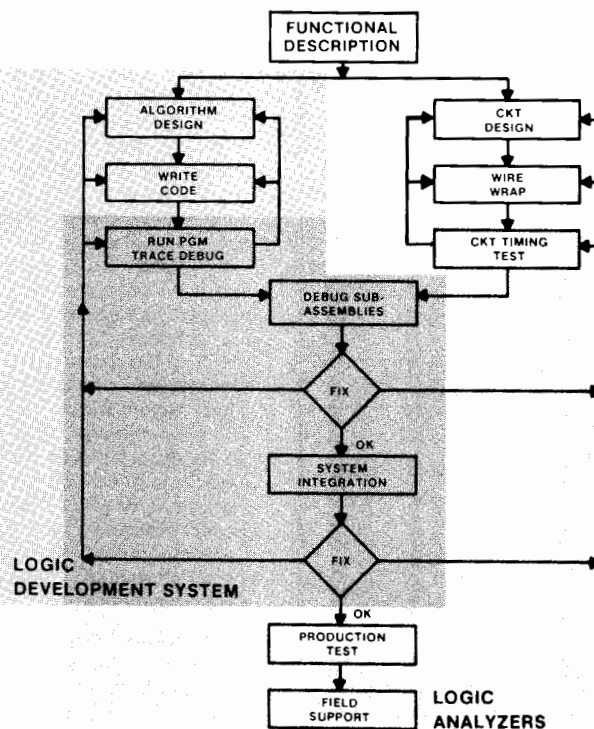 FUNCTIONAL
DESCRIPTION
ALGORITHM
DESIGN
CKT
DESIGN
WRITE
CODE
WIRE
WRAP
RUN PGM
TRACE DEBUG
CKT TIMING
TEST
DEBUG SUB-
ASSEMBLIES
FIX
OK
SYSTEM
INTEGRATION
FIX
LOGIC
DEVELOPMENT SYSTEM
OK
PRODUCTION
TEST
FIELD
SUPPORT
LOGIC
ANALYZERS